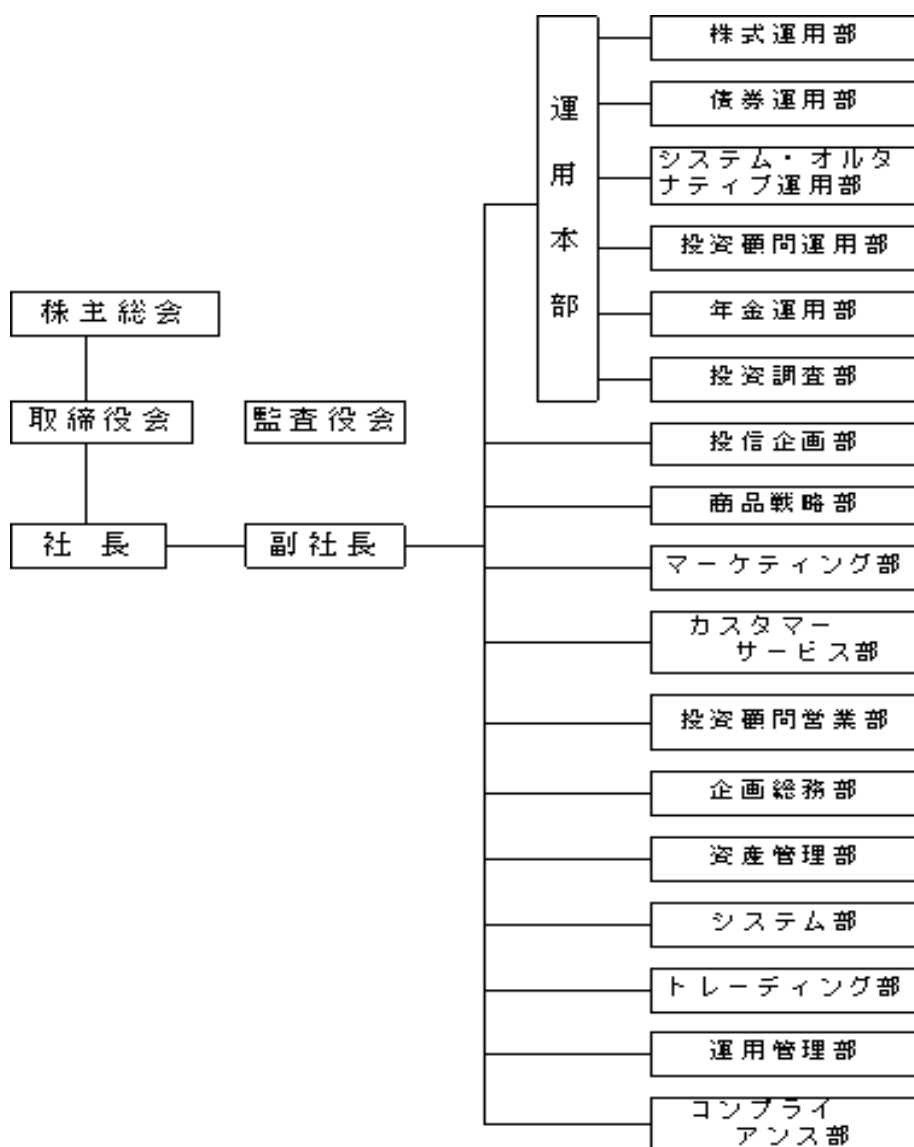 株主総会
取締役会
監査役会
社長
副社長
運用本部
株式運用部
債券運用部
システム・オルタ
ナティブ運用部
投資顧問運用部
年金運用部
投資調査部
投信企画部
商品戦略部
マーケティング部
カスタマー
サービス部
投資顧問営業部
企画総務部
資産管理部
システム部
トレーディング部
運用管理部
コンプライ
アンス部